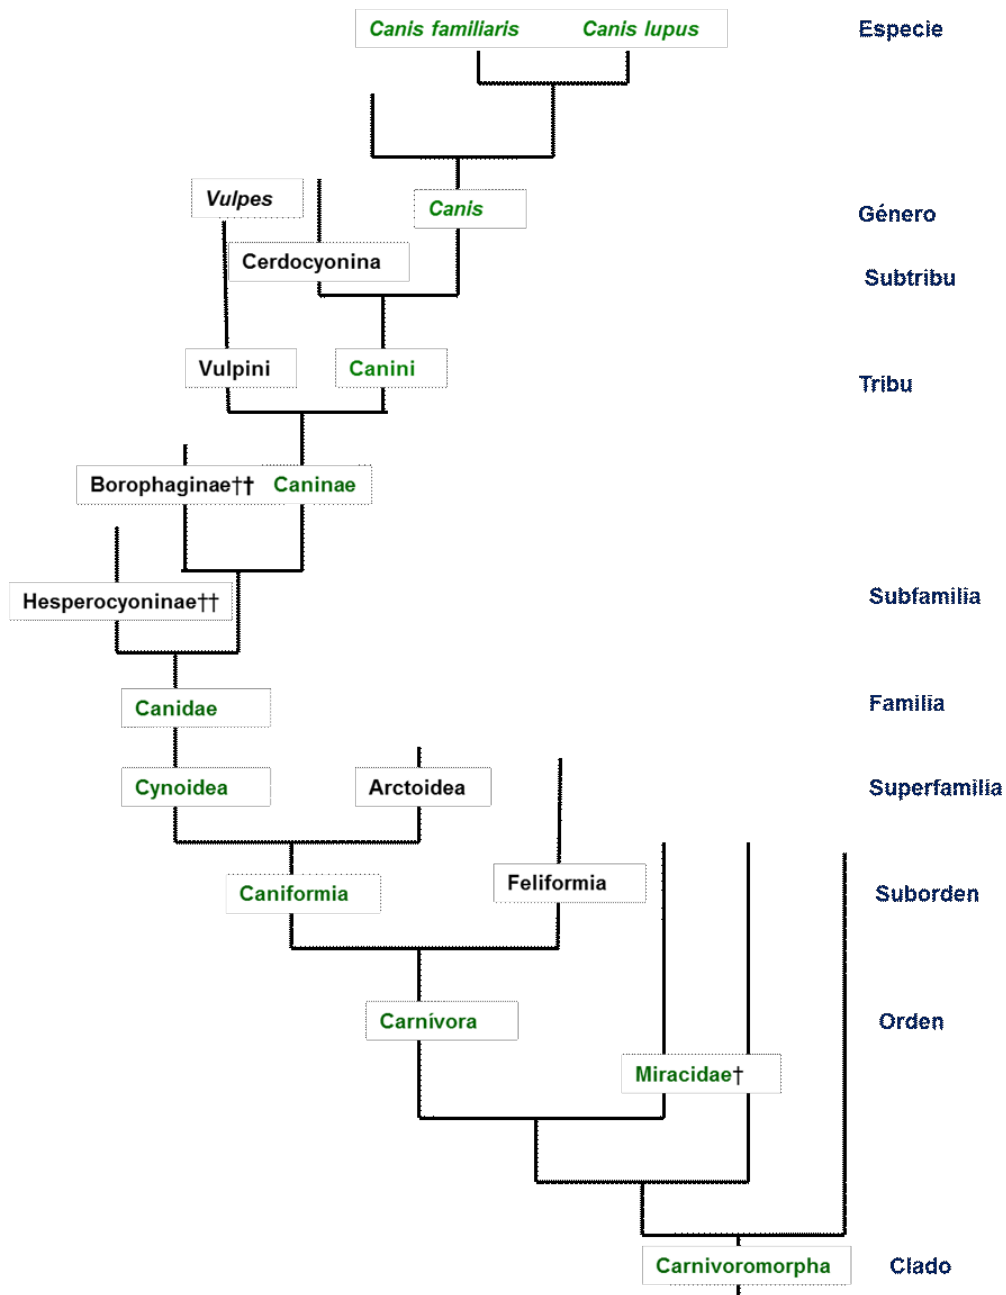 Canis familiaris Canis lupus Especie
Vulpes Canis Género
Cerdocyonina Subtribu
Vulpini Canini Tribu
Borophaginae†† Caninae
Hesperocyoninae†† Subfamilia
Canidae Familia
Cynoidea Arctoidea Superfamilia
Caniformia Feliformia Suborden
Carnívora Orden
Miracidae†
Carnivoromorpha Clado